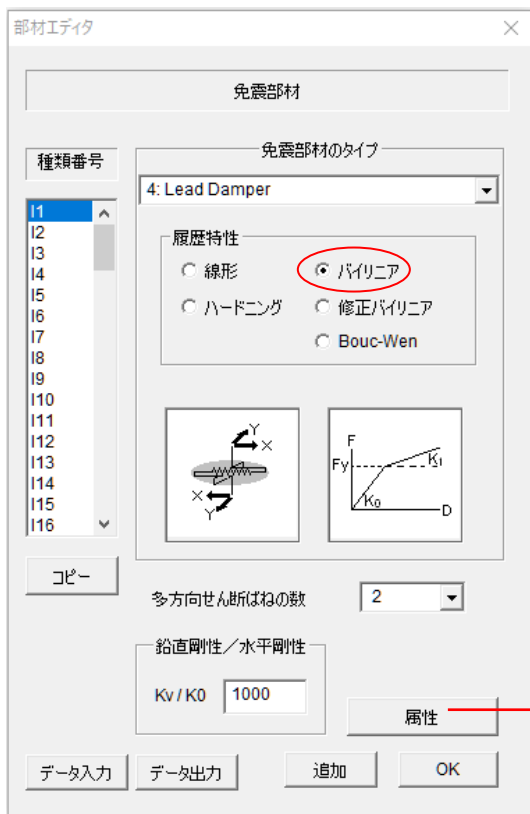 部材エディタ
免震部材
種類番号
I1
I2
I3
I4
I5
I6
I7
I8
I9
I10
I11
I12
I13
I14
I15
I16
コピー
免震部材のタイプ
4: Lead Damper
履歴特性
線形
バイリニア
ハードニング
修正バイリニア
Bouc-Wen
Y
X
X
Y
F
Fy
K1
K0
D
多方向せん断ばねの数
2
鉛直剛性／水平剛性
Kv / K0
1000
属性
データ入力
データ出力
追加
OK